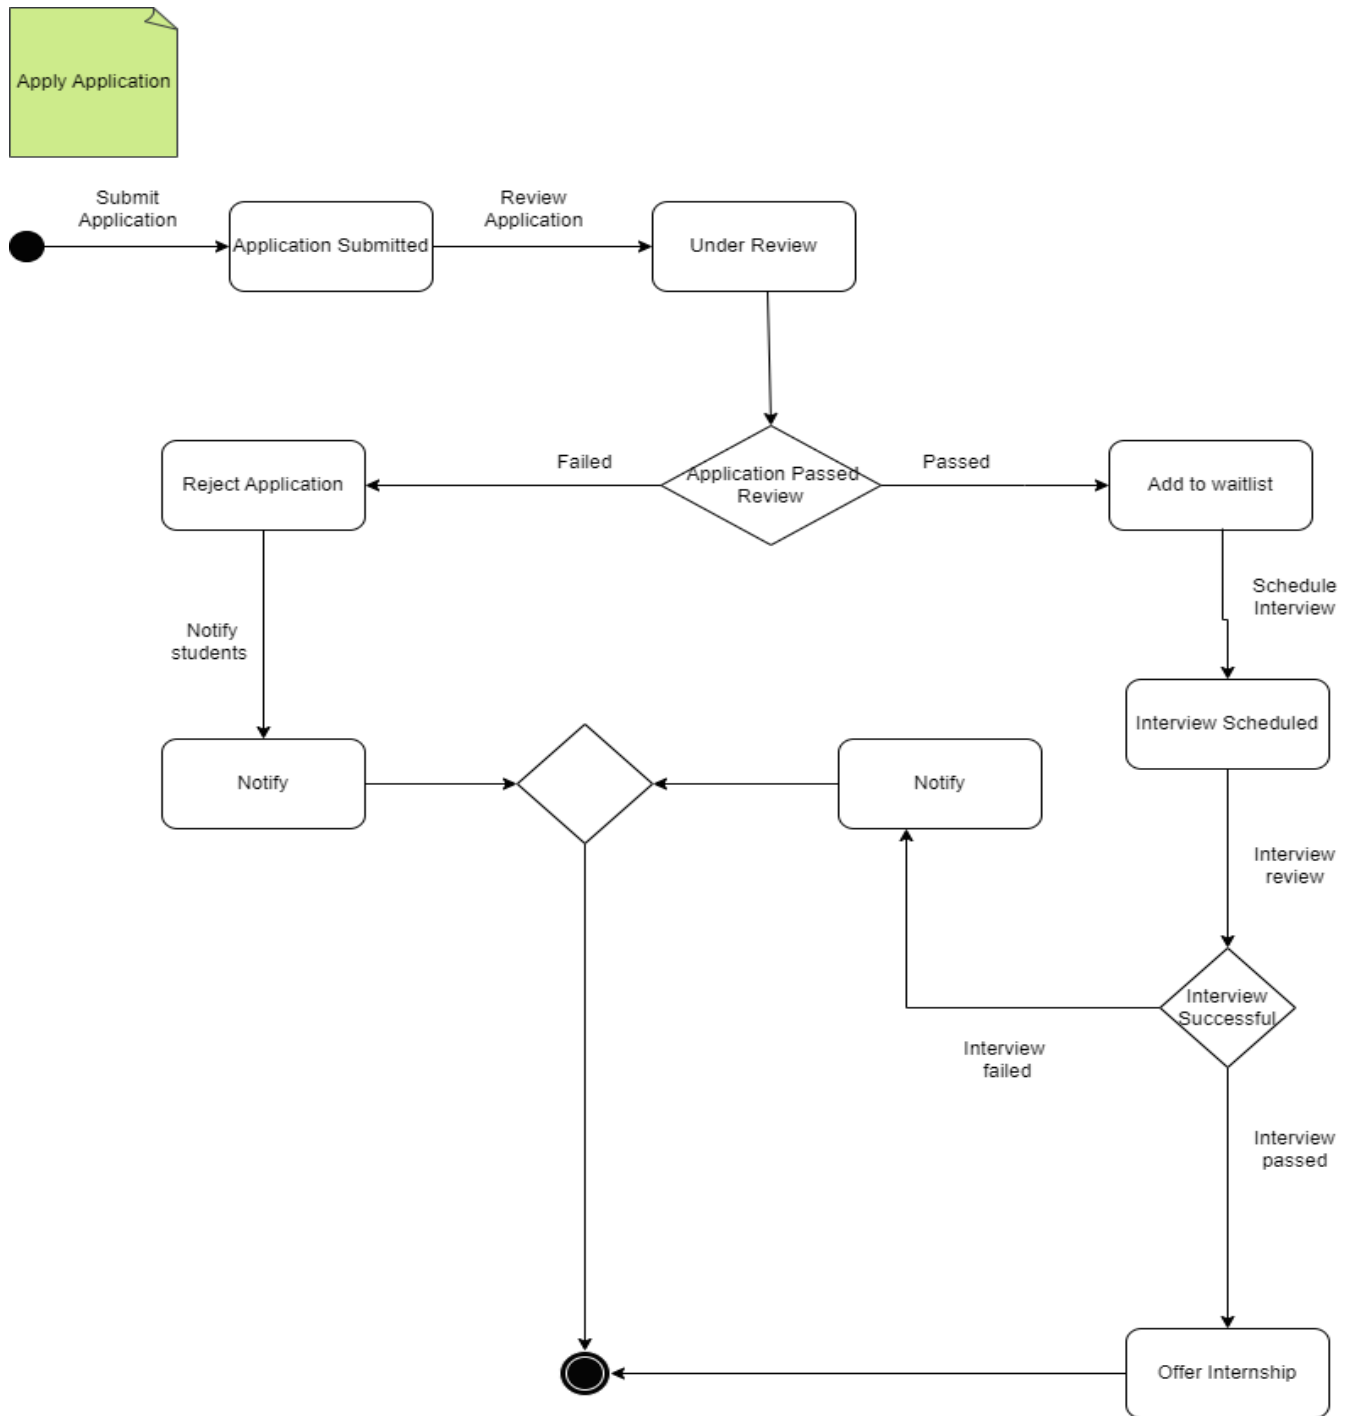 Apply Application
Submit
Application
Review
Application
Application Submitted
Under Review
Reject Application
Failed
Application Passed
Review
Passed
Add to waitlist
Schedule
Interview
Notify
students
Interview Scheduled
Notify
Notify
Interview
review
Interview
Successful
Interview
failed
Interview
passed
Offer Internship